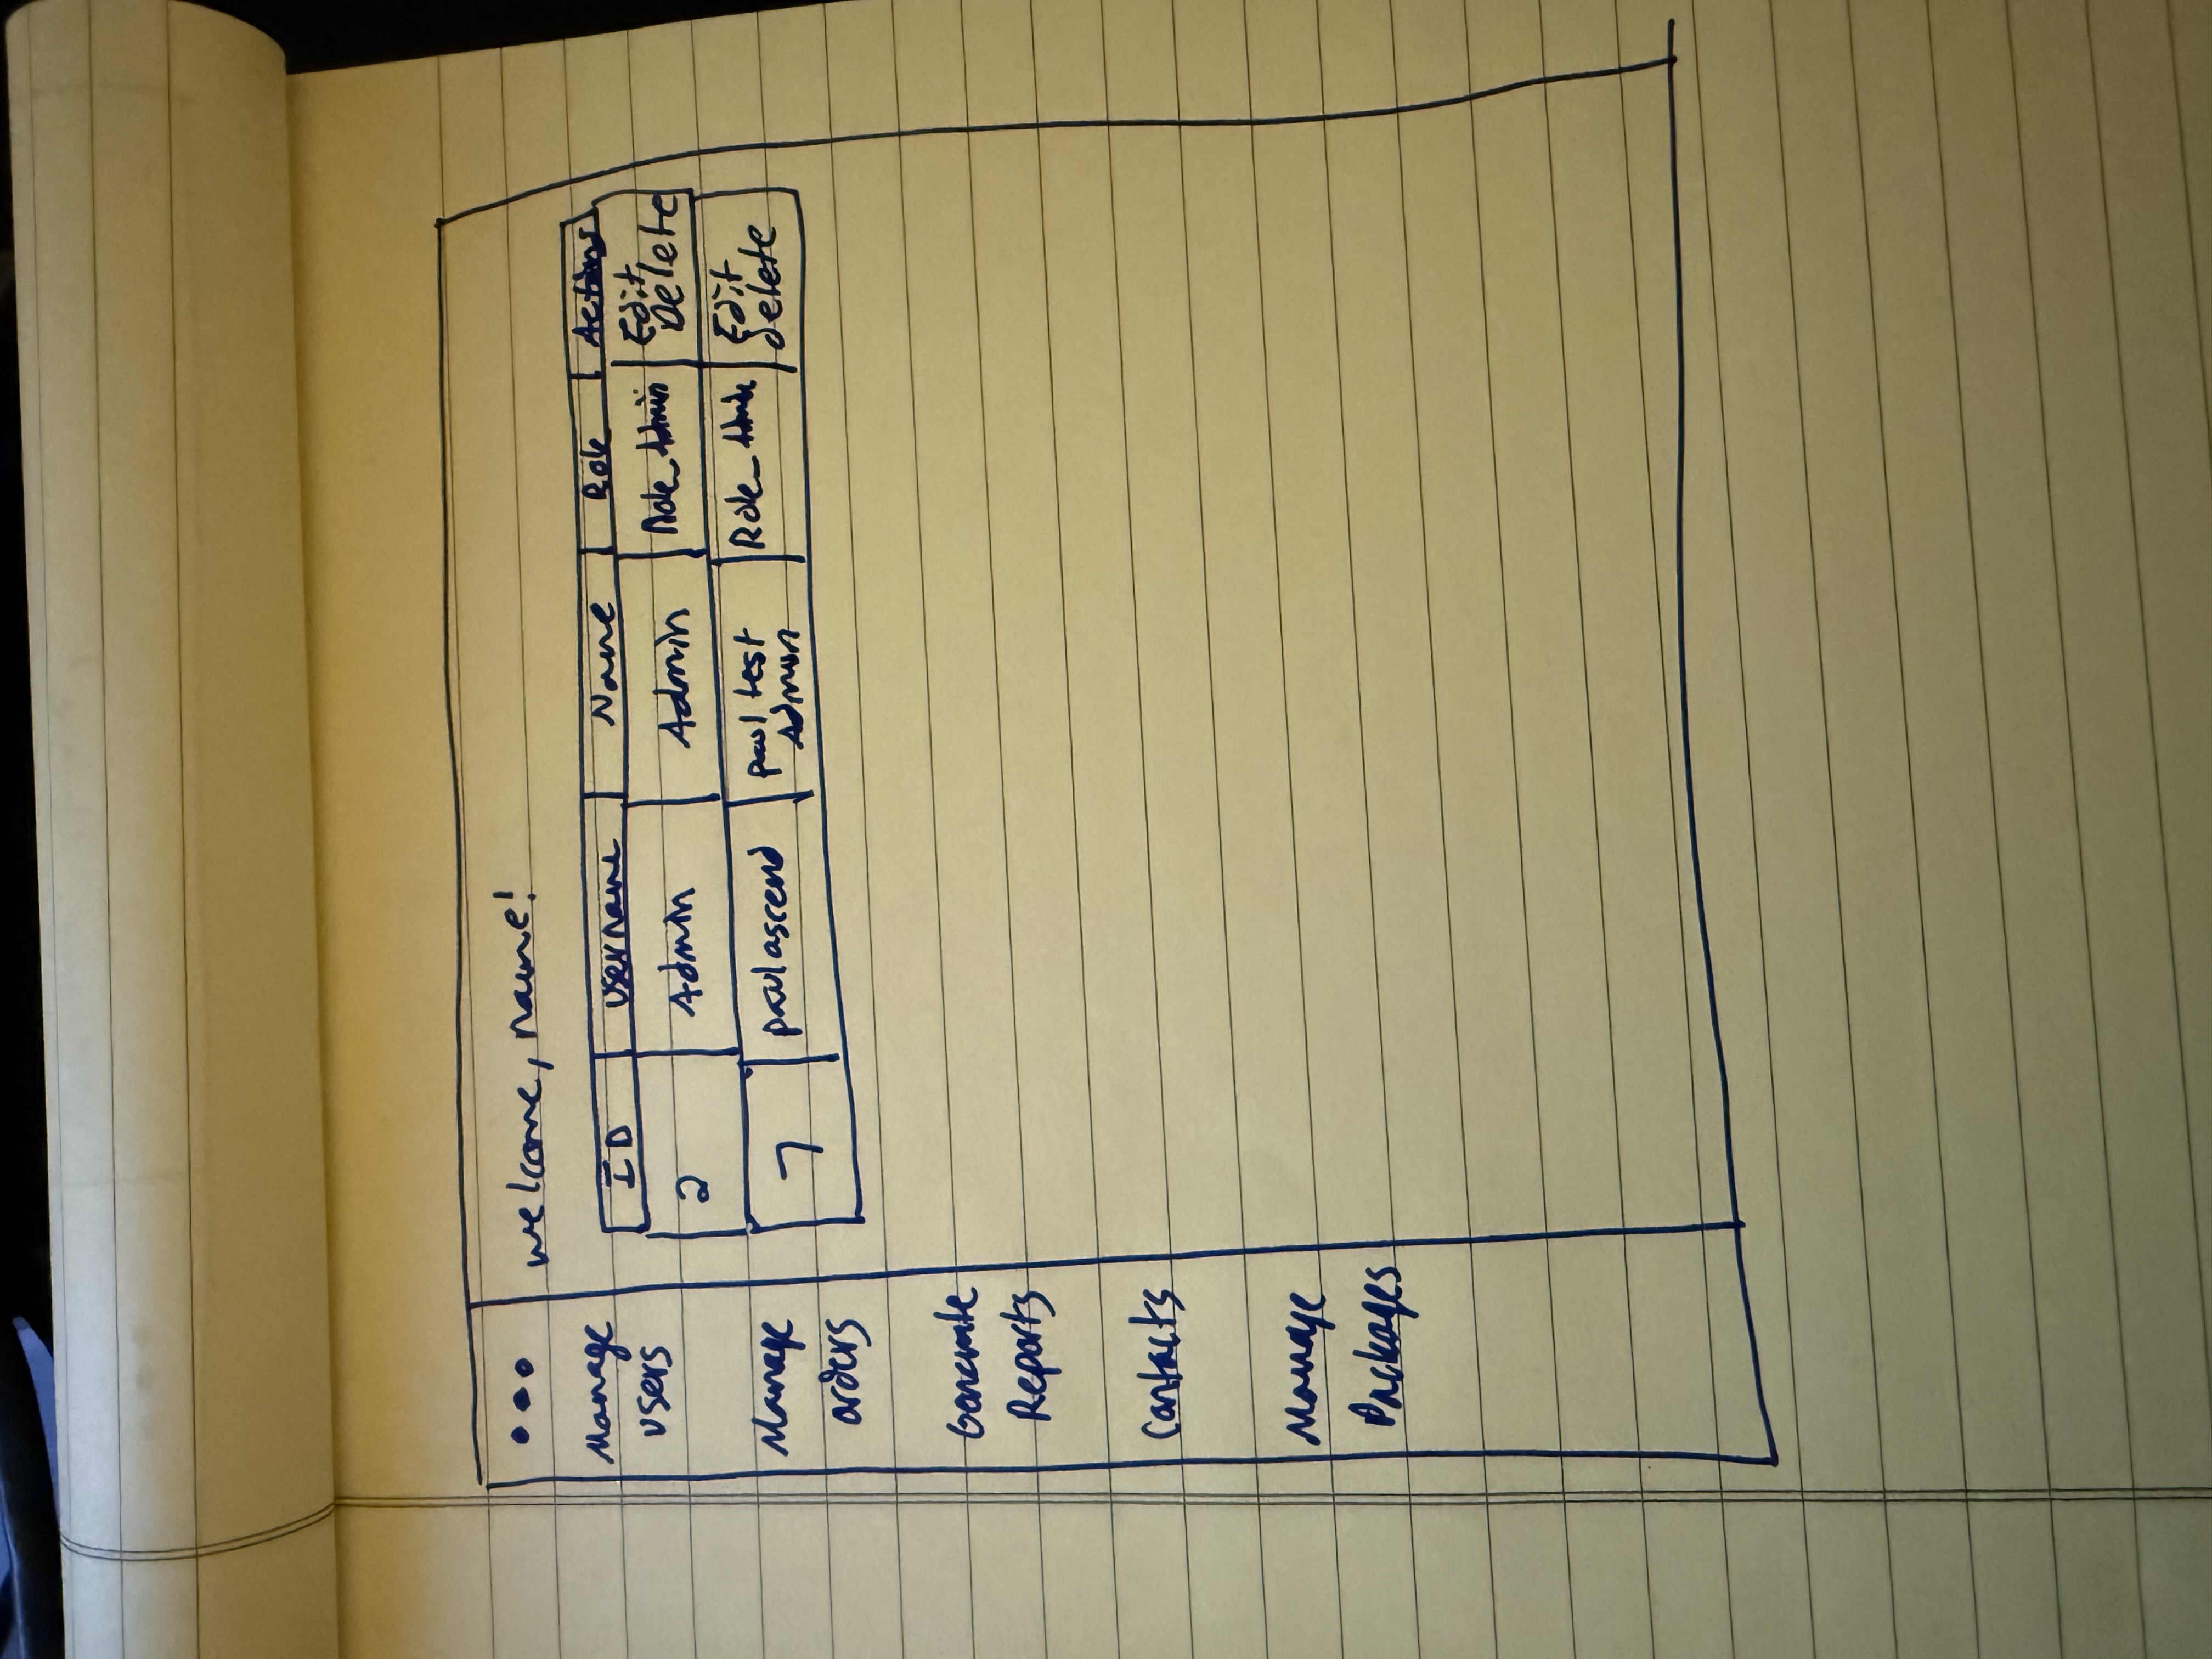 welcome, name!
Manage
users
Manage
orders
Generate
Reports
Contacts
Manage
Packages
ID Username Name Role Actions
2 Admin Admin Role_Admin Edit
Delete
7 paulascend paul test
Admin
Role_Admin Edit
delete